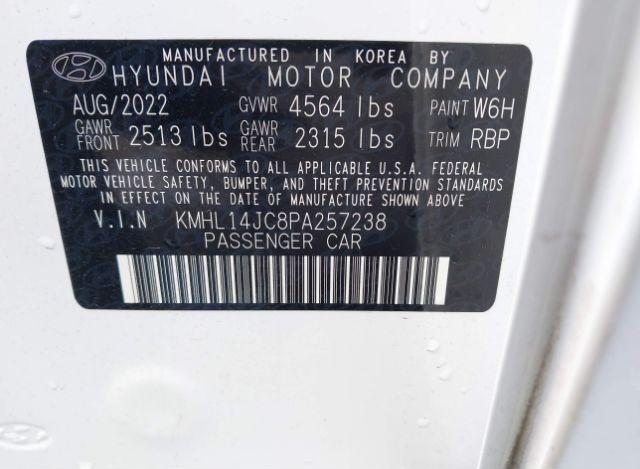 MANUFACTURED IN KOREA BY
HYUNDAI MOTOR COMPANY
AUG/2022 GVWR 4564 lbs PAINT W6H
GAWR FRONT 2513 lbs GAWR REAR 2315 lbs TRIM RBP
THIS VEHICLE CONFORMS TO ALL APPLICABLE U.S.A. FEDERAL
MOTOR VEHICLE SAFETY, BUMPER, AND THEFT PREVENTION STANDARDS
IN EFFECT ON THE DATE OF MANUFACTURE SHOWN ABOVE
V.I.N KMHL14JC8PA257238
PASSENGER CAR